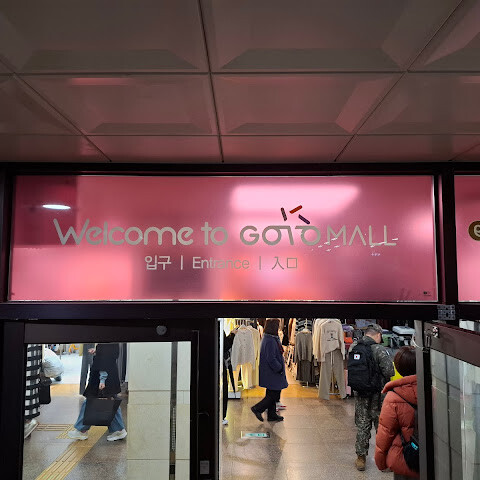 Welcome to GOTOMALL
입구 | Entrance | 入口